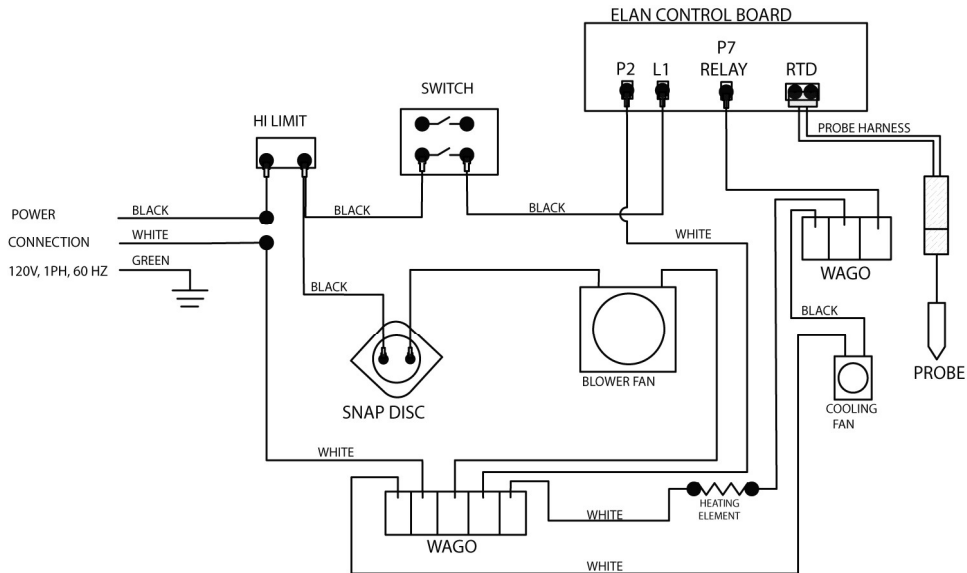 ELAN CONTROL BOARD
P7
P2 L1 RELAY RTD
SWITCH
HI LIMIT
PROBE HARNESS
POWER
BLACK
BLACK
BLACK
CONNECTION
WHITE
WHITE
120V, 1PH, 60 HZ
GREEN
WAGO
BLACK
BLACK
BLOWER FAN
PROBE
SNAP DISC
COOLING
FAN
WHITE
HEATING
ELEMENT
WHITE
WAGO
WHITE